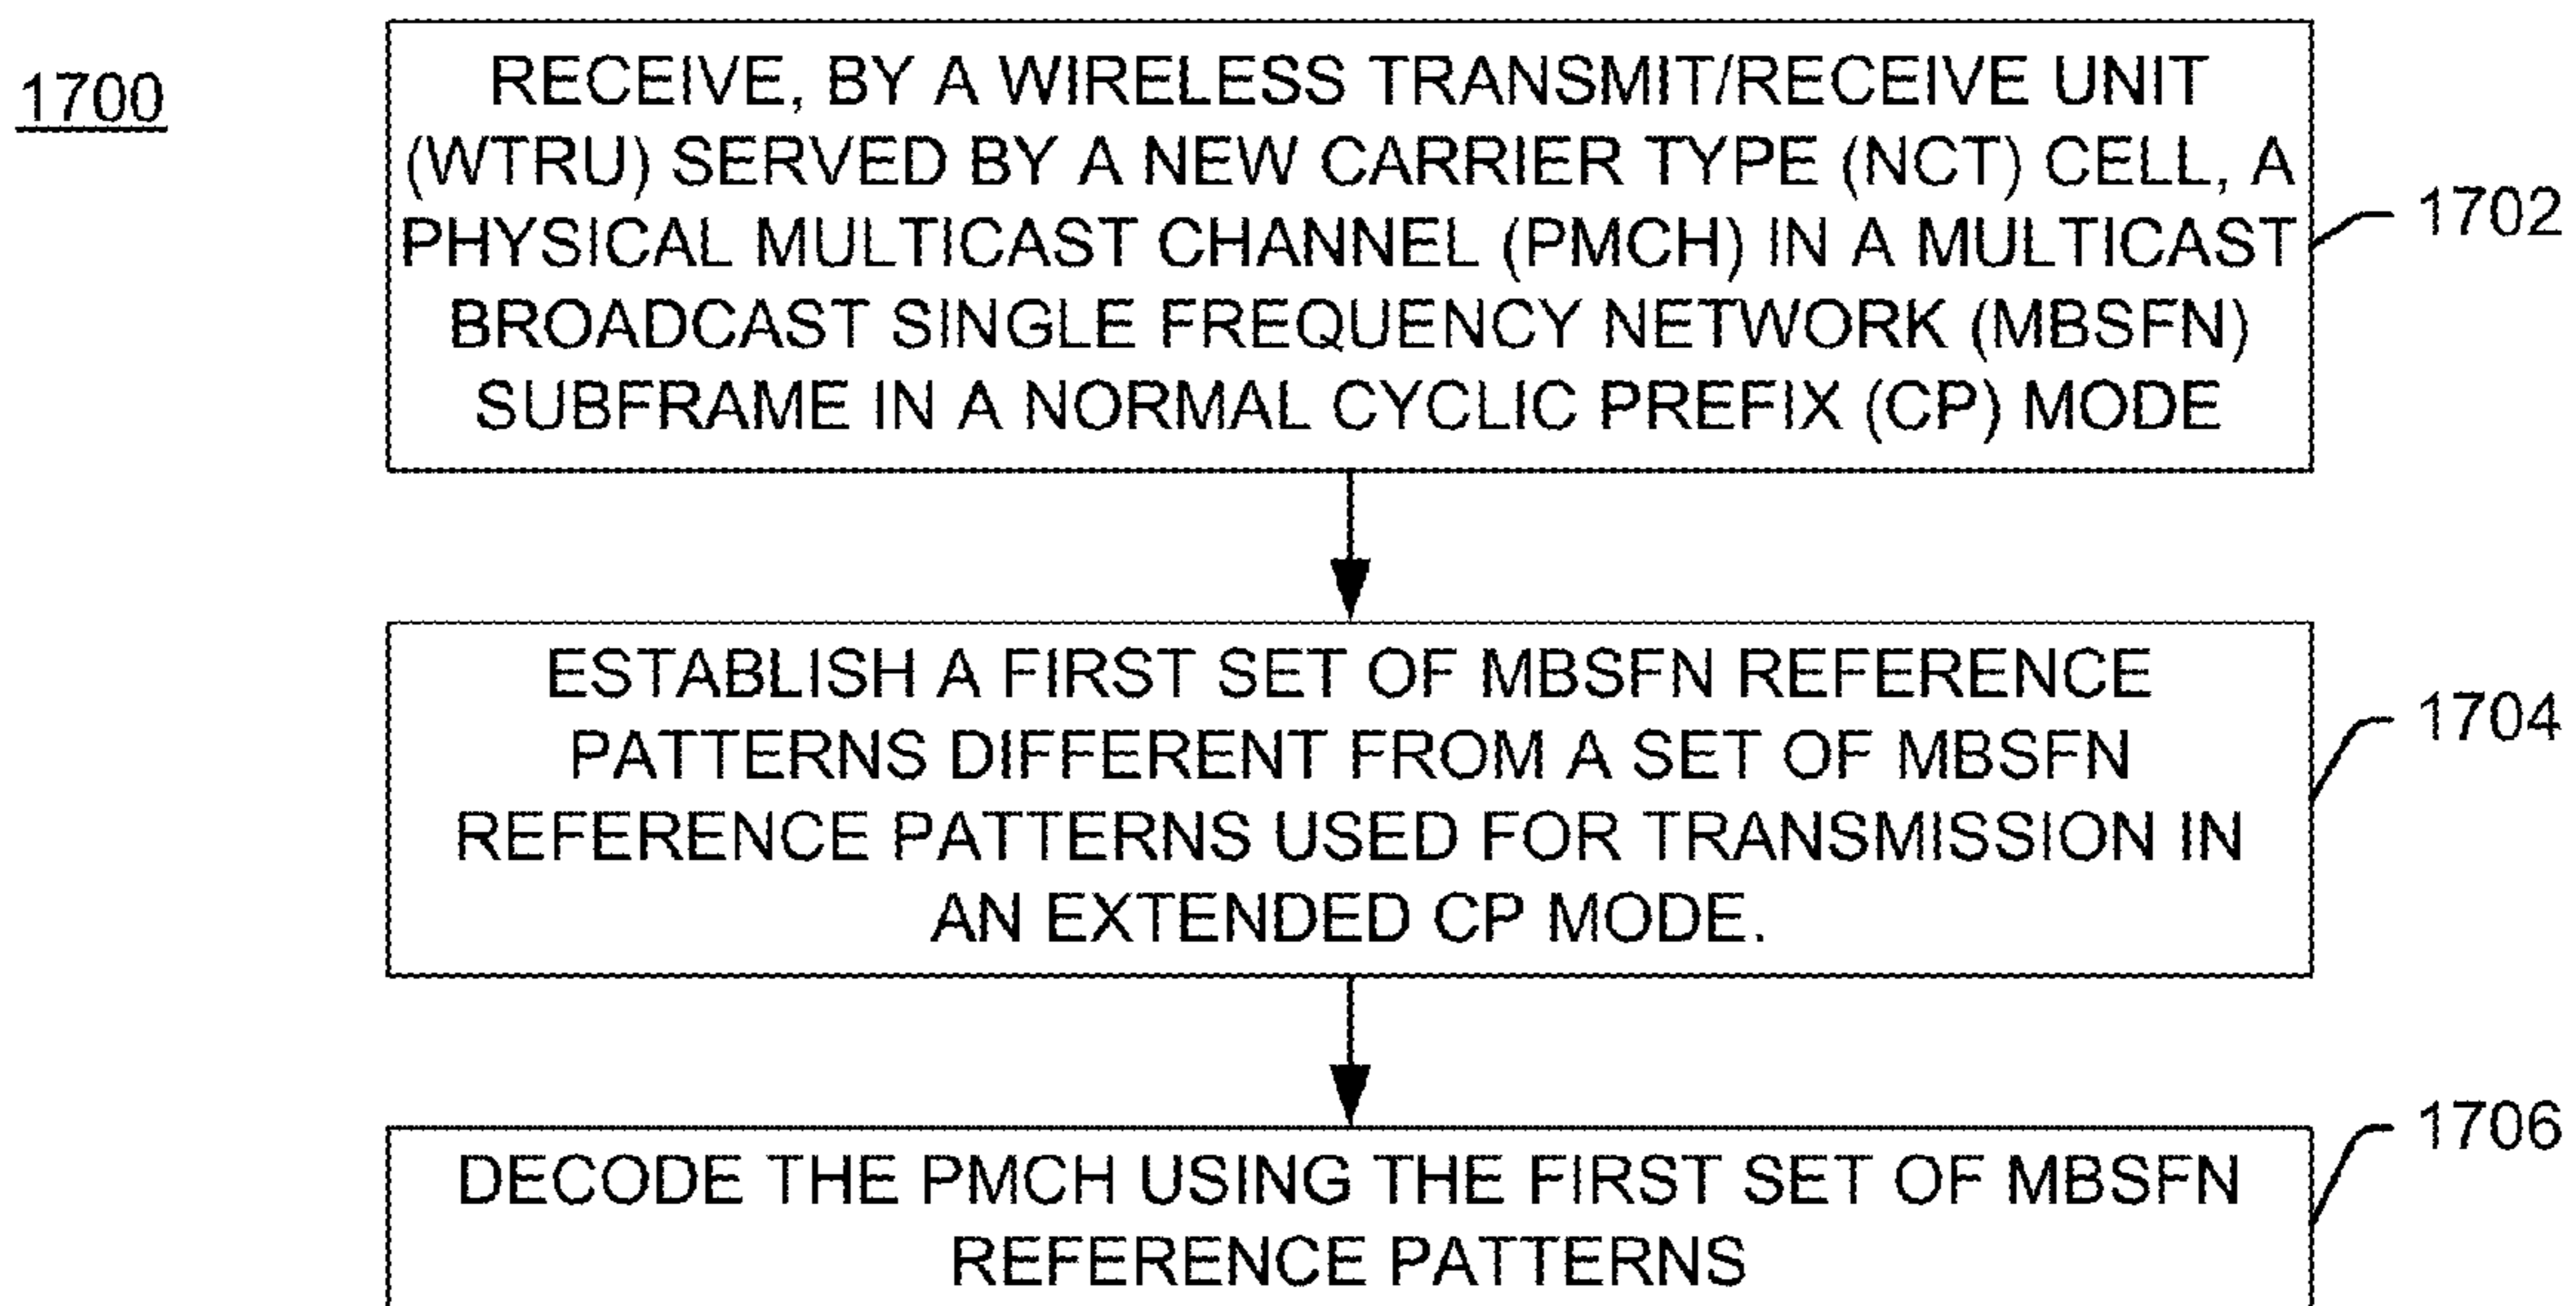 1700
RECEIVE, BY A WIRELESS TRANSMIT/RECEIVE UNIT
(WTRU) SERVED BY A NEW CARRIER TYPE (NCT) CELL, A
PHYSICAL MULTICAST CHANNEL (PMCH) IN A MULTICAST
BROADCAST SINGLE FREQUENCY NETWORK (MBSFN)
SUBFRAME IN A NORMAL CYCLIC PREFIX (CP) MODE
1702
ESTABLISH A FIRST SET OF MBSFN REFERENCE
PATTERNS DIFFERENT FROM A SET OF MBSFN
REFERENCE PATTERNS USED FOR TRANSMISSION IN
AN EXTENDED CP MODE.
1704
DECODE THE PMCH USING THE FIRST SET OF MBSFN
REFERENCE PATTERNS
1706